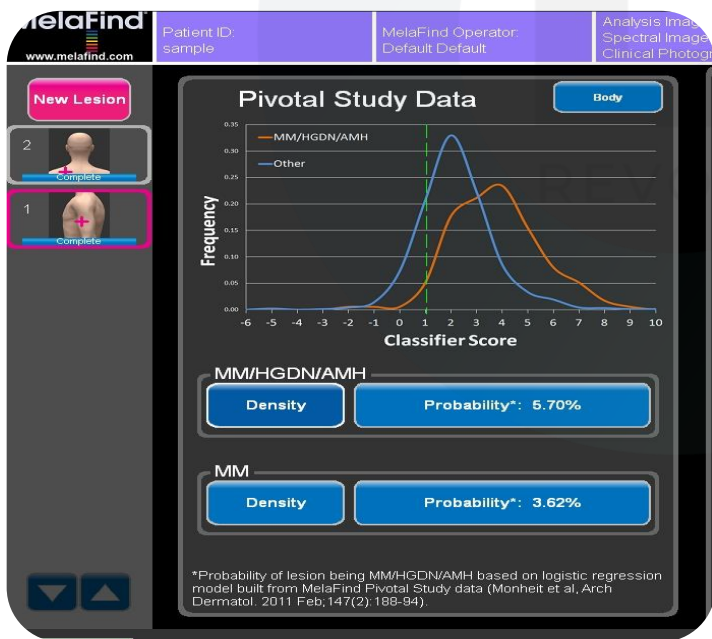 MelaFind
www.melafind.com
Patient ID:
sample
MelaFind Operator:
Default Default
Analysis
Spectral Image
Clinical
New Lesion
2
Complete
1
Complete
Pivotal Study Data
Body
0.35
0.30
0.25
0.20
0.15
0.10
0.05
0.00
Frequency
MM/HGDN/AMH
Other
-6 -5 -4 -3 -2 -1 0 1 2 3 4 5 6 7 8 9 10
Classifier Score
MM/HGDN/AMH
Density
Probability*: 5.70%
MM
Density
Probability*: 3.62%
*Probability of lesion being MM/HGDN/AMH based on logistic regression
model built from MelaFind Pivotal Study data (Monheit et al, Arch
Dermatol. 2011 Feb;147(2):188-94).